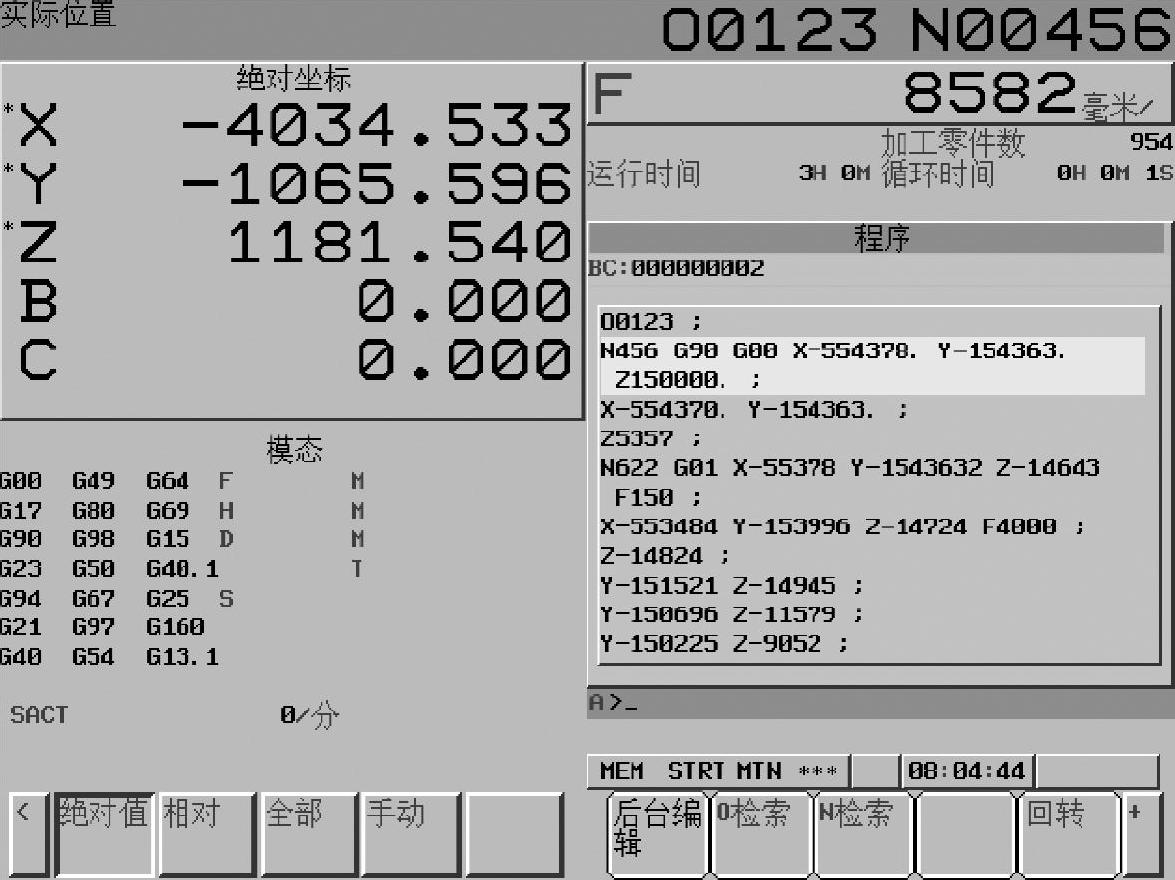 实际位置
O0123 N00456
绝对坐标
*X -4034.533
*Y -1065.596
*Z 1181.540
B 0.000
C 0.000
F 8582毫米/
加工零件数 954
运行时间 3H 0M 循环时间 0H 0M 1S
程序
BC:000000002
O0123 ;
N456 G90 G00 X-554378. Y-154363.
Z150000. ;
X-554370. Y-154363. ;
Z5357 ;
N622 G01 X-55378 Y-1543632 Z-14643
F150 ;
X-553484 Y-153996 Z-14724 F4000 ;
Z-14824 ;
Y-151521 Z-14945 ;
Y-150696 Z-11579 ;
Y-150225 Z-9052 ;
模态
G00 G49 G64 F M
G17 G80 G69 H M
G90 G98 G15 D M
G23 G50 G40.1 T
G94 G67 G25 S
G21 G97 G160
G40 G54 G13.1
SACT 0/分
A>_
MEM STRT MTN *** 08:04:44
< 绝对值 相对 全部 手动
后台编辑 O检索 N检索 回转 +